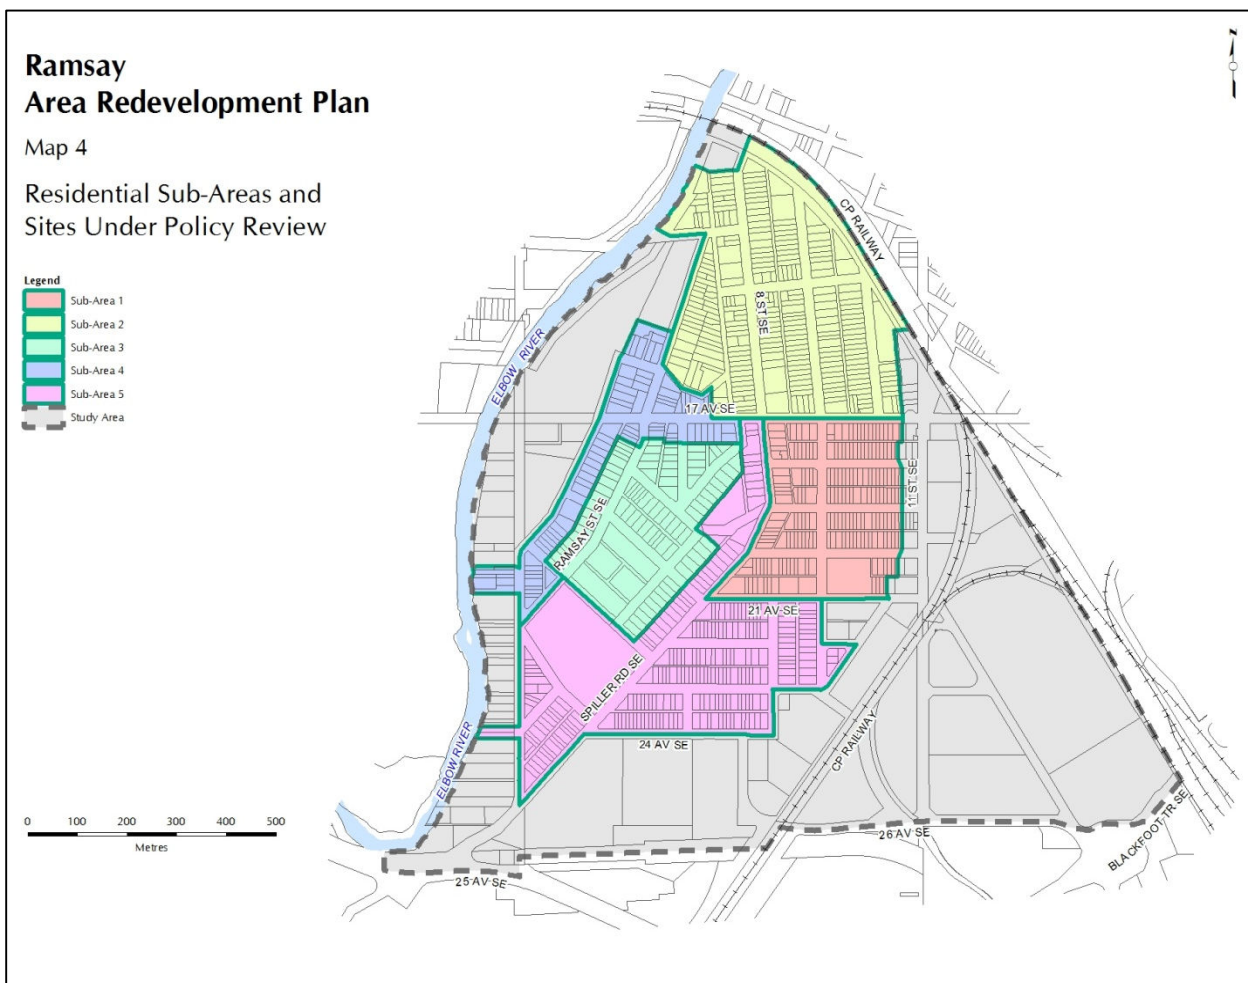 Ramsay
Area Redevelopment Plan
Map 4
Residential Sub-Areas and
Sites Under Policy Review
Legend
Sub-Area 1
Sub-Area 2
Sub-Area 3
Sub-Area 4
Sub-Area 5
Study Area
N
CP RAILWAY
8 ST SE
ELBOW RIVER
17 AV SE
11 ST SE
RAMSAY ST SE
21 AV SE
SPILLER RD SE
24 AV SE
CP RAILWAY
ELBOW RIVER
26 AV SE
BLACKFOOT TR SE
25 AV SE
0 100 200 300 400 500
Metres